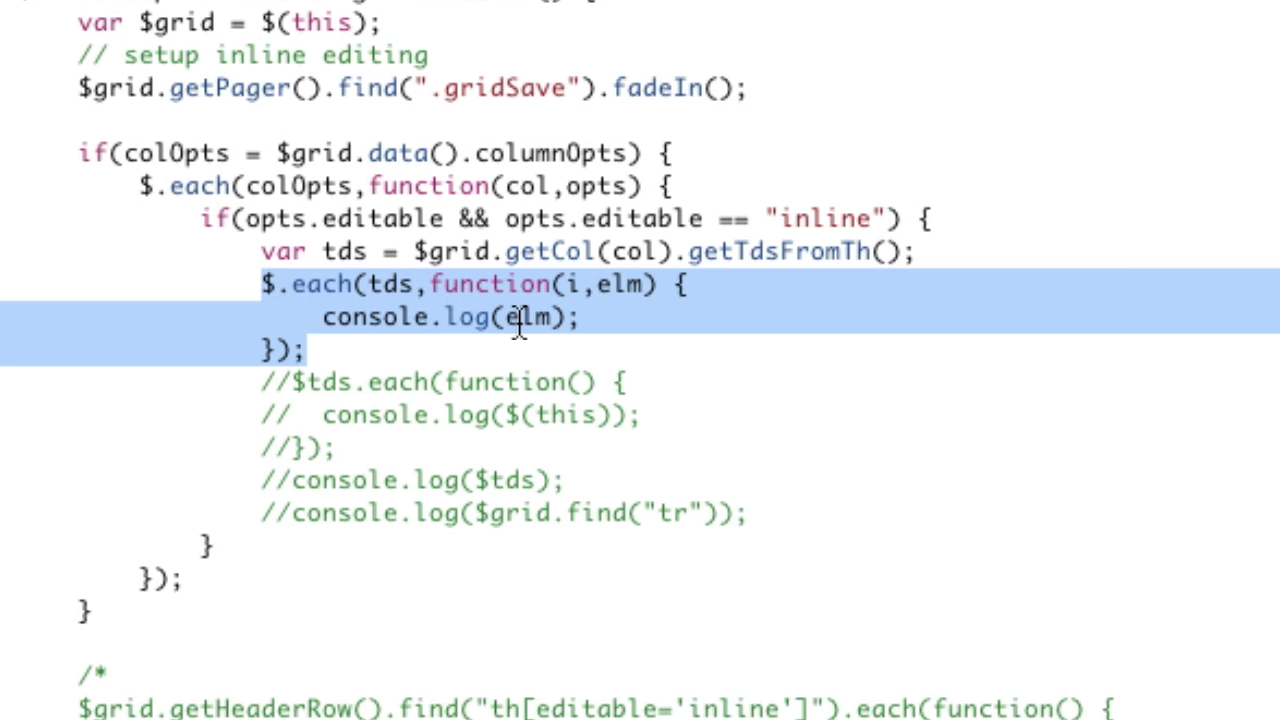 var $grid = $(this);
// setup inline editing
$grid.getPager().find(".gridSave").fadeIn();
if(colOpts = $grid.data().columnOpts) {
$.each(colOpts,function(col,opts) {
if(opts.editable && opts.editable == "inline") {
var tds = $grid.getCol(col).getTdsFromTh();
$.each(tds,function(i,elm) {
console.log(elm);
});
//$tds.each(function() {
//  console.log($(this));
//});
//console.log($tds);
//console.log($grid.find("tr"));
}
});
}
/*
$grid.getHeaderRow().find("th[editable='inline']").each(function() {